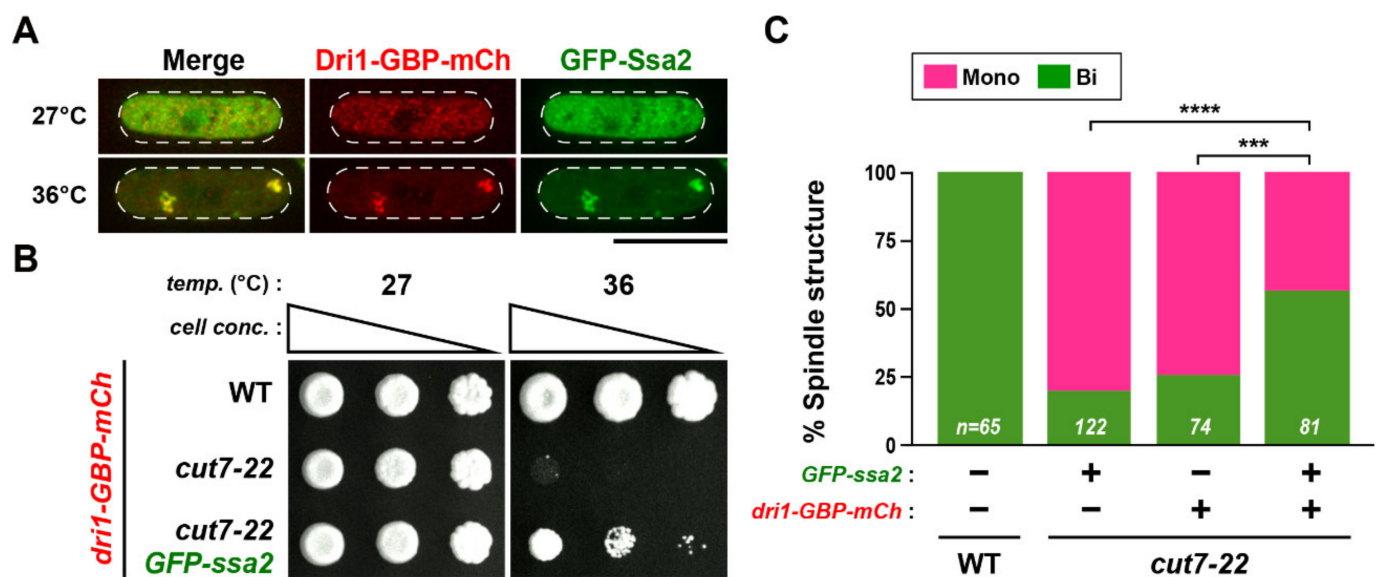 A
Merge
Dri1-GBP-mCh
GFP-Ssa2
27°C
36°C
B
temp. (°C) :
27
36
cell conc. :
dri1-GBP-mCh
WT
cut7-22
cut7-22
GFP-ssa2
C
Mono
Bi
****
***
% Spindle structure
100
75
50
25
0
n=65
122
74
81
GFP-ssa2 :
− + − +
dri1-GBP-mCh :
− − + +
WT
cut7-22